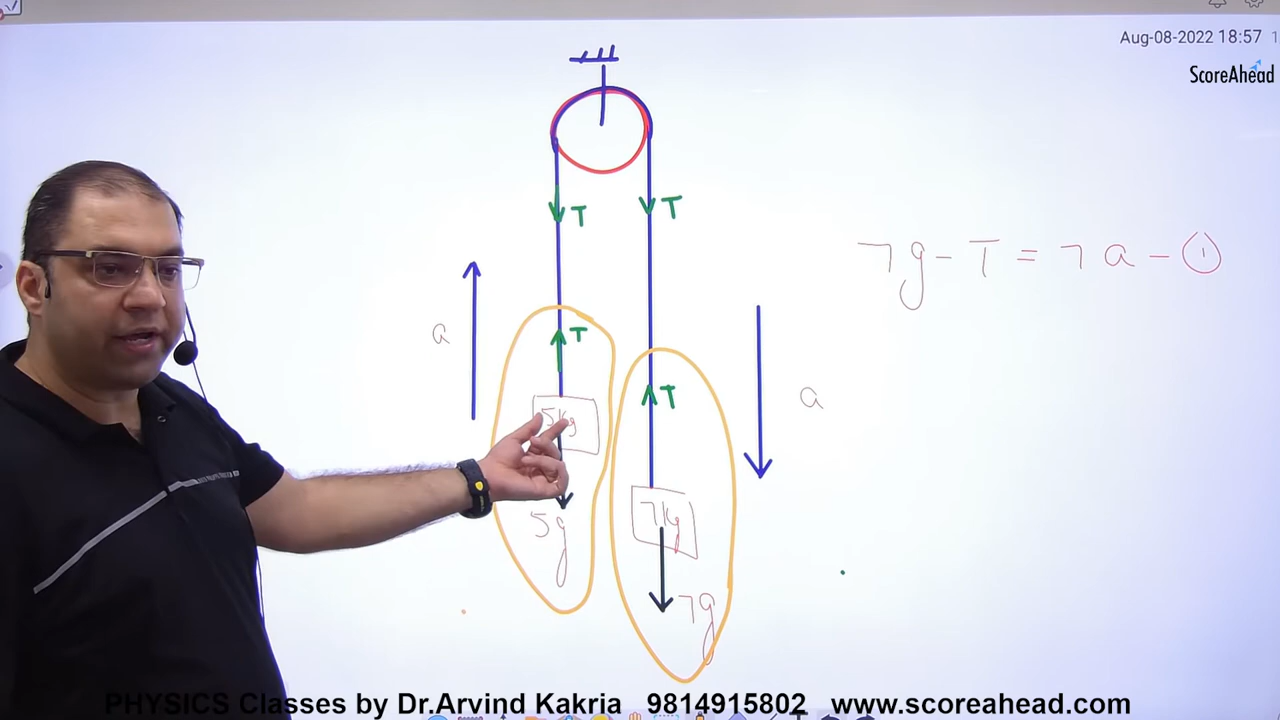 Aug-08-2022 18:57
ScoreAhead
T T
7g - T = 7a - ①
a T
5kg
T a
5g
7kg
7g
PHYSICS Classes by Dr.Arvind Kakria 9814915802 www.scoreahead.com